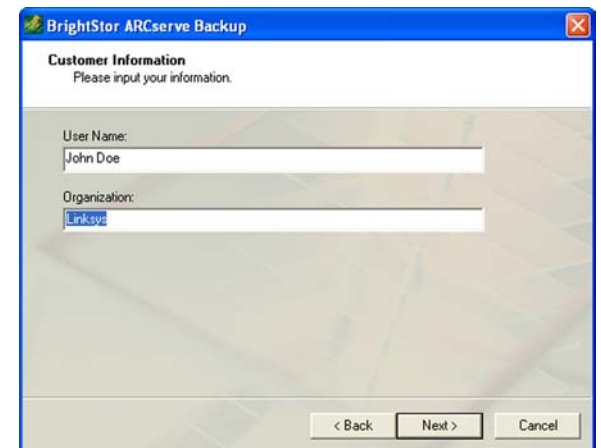 BrightStor ARCserve Backup
Customer Information
Please input your information.
User Name:
John Doe
Organization:
Linksys
< Back Next > Cancel